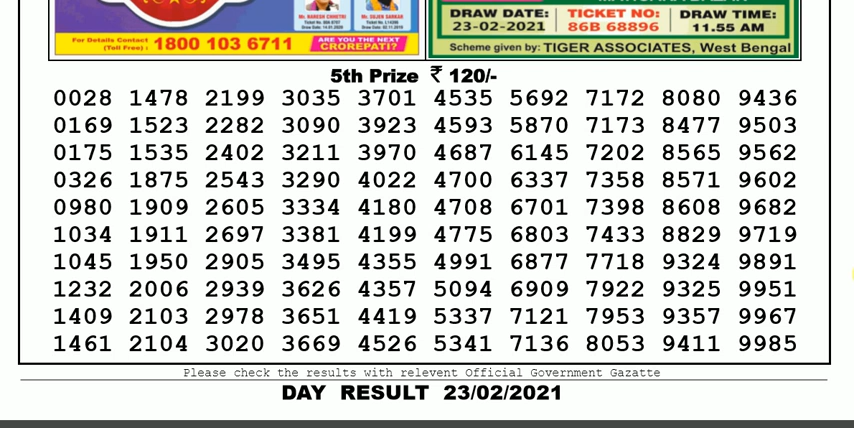 Mr. NARESH CHHETRI
Mr. SUJEN SARKAR
For Details Contact
(Toll Free) : 1800 103 6711
ARE YOU THE NEXT
CROREPATI?
DRAW DATE: TICKET NO: DRAW TIME:
23-02-2021 86B 68896 11.55 AM
Scheme given by: TIGER ASSOCIATES, West Bengal
5th Prize ₹ 120/-
0028 1478 2199 3035 3701 4535 5692 7172 8080 9436
0169 1523 2282 3090 3923 4593 5870 7173 8477 9503
0175 1535 2402 3211 3970 4687 6145 7202 8565 9562
0326 1875 2543 3290 4022 4700 6337 7358 8571 9602
0980 1909 2605 3334 4180 4708 6701 7398 8608 9682
1034 1911 2697 3381 4199 4775 6803 7433 8829 9719
1045 1950 2905 3495 4355 4991 6877 7718 9324 9891
1232 2006 2939 3626 4357 5094 6909 7922 9325 9951
1409 2103 2978 3651 4419 5337 7121 7953 9357 9967
1461 2104 3020 3669 4526 5341 7136 8053 9411 9985
Please check the results with relevent Official Government Gazatte
DAY RESULT 23/02/2021